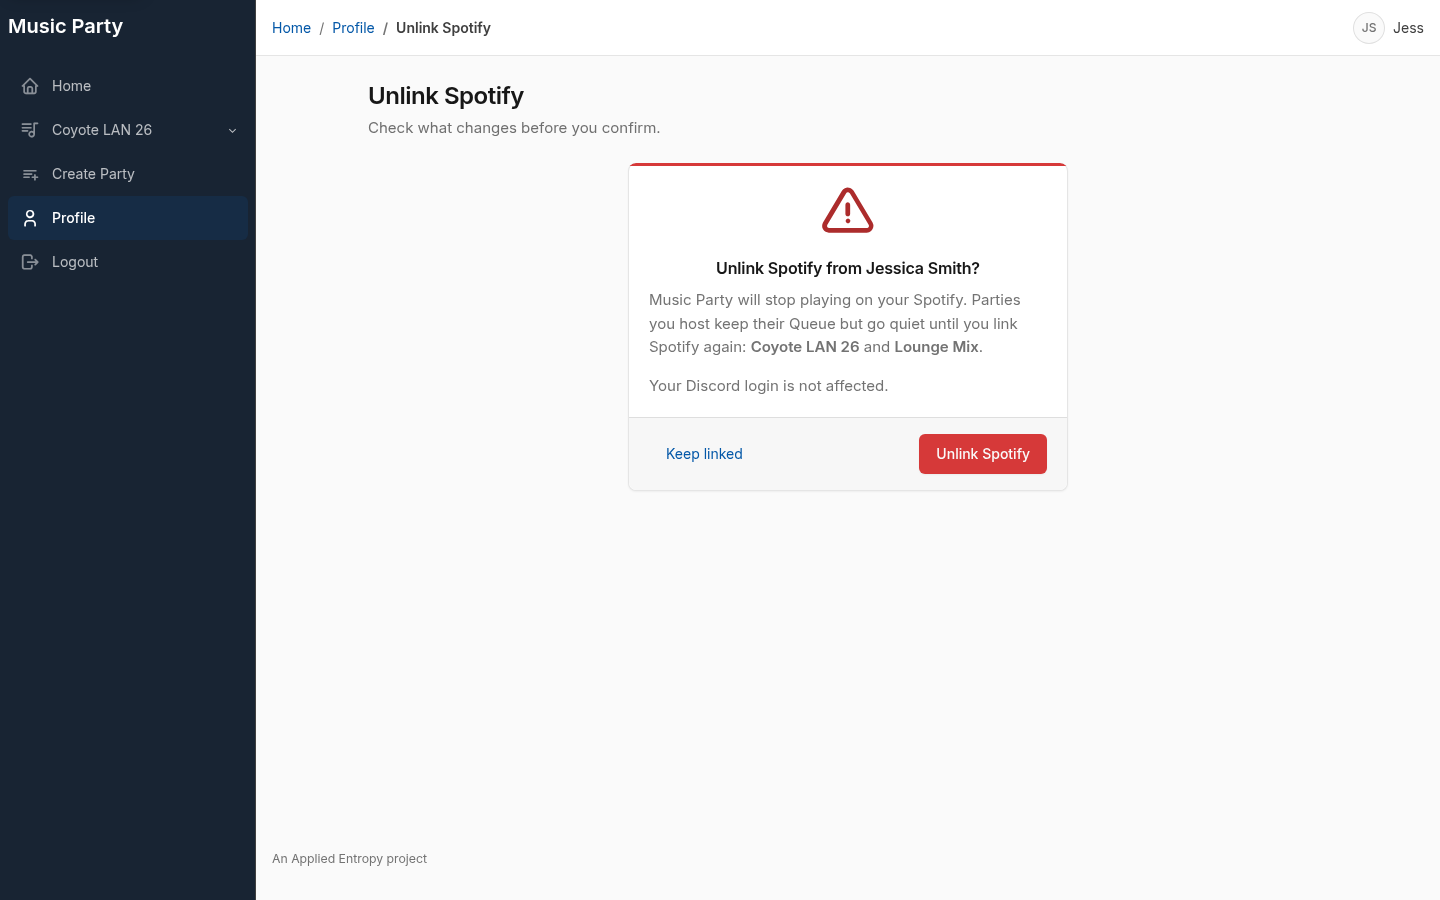 Music Party
Home / Profile / Unlink Spotify
JS Jess
Home
Coyote LAN 26
Create Party
Profile
Logout
Unlink Spotify
Check what changes before you confirm.
Unlink Spotify from Jessica Smith?
Music Party will stop playing on your Spotify. Parties
you host keep their Queue but go quiet until you link
Spotify again: Coyote LAN 26 and Lounge Mix.
Your Discord login is not affected.
Keep linked
Unlink Spotify
An Applied Entropy project